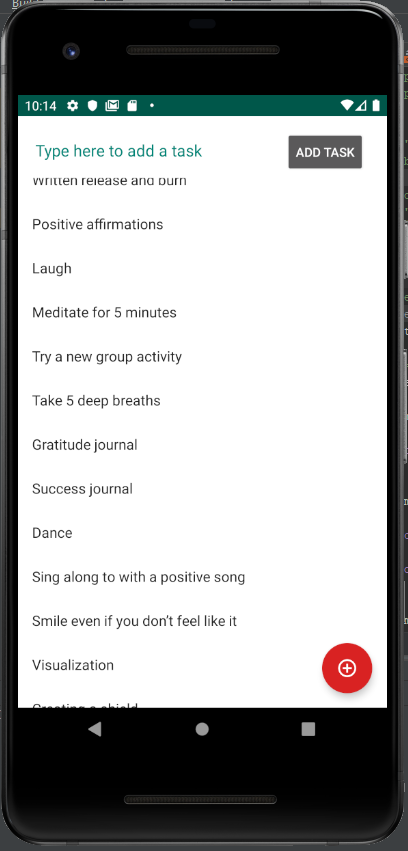 10:14
Type here to add a task
ADD TASK
Written release and burn
Positive affirmations
Laugh
Meditate for 5 minutes
Try a new group activity
Take 5 deep breaths
Gratitude journal
Success journal
Dance
Sing along to with a positive song
Smile even if you don't feel like it
Visualization
Creating a shield